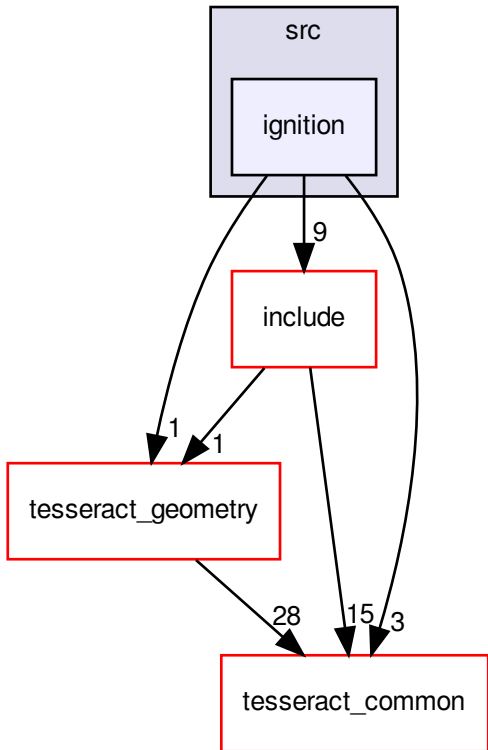 src
ignition
9
include
1
1
tesseract_geometry
28
15
3
tesseract_common